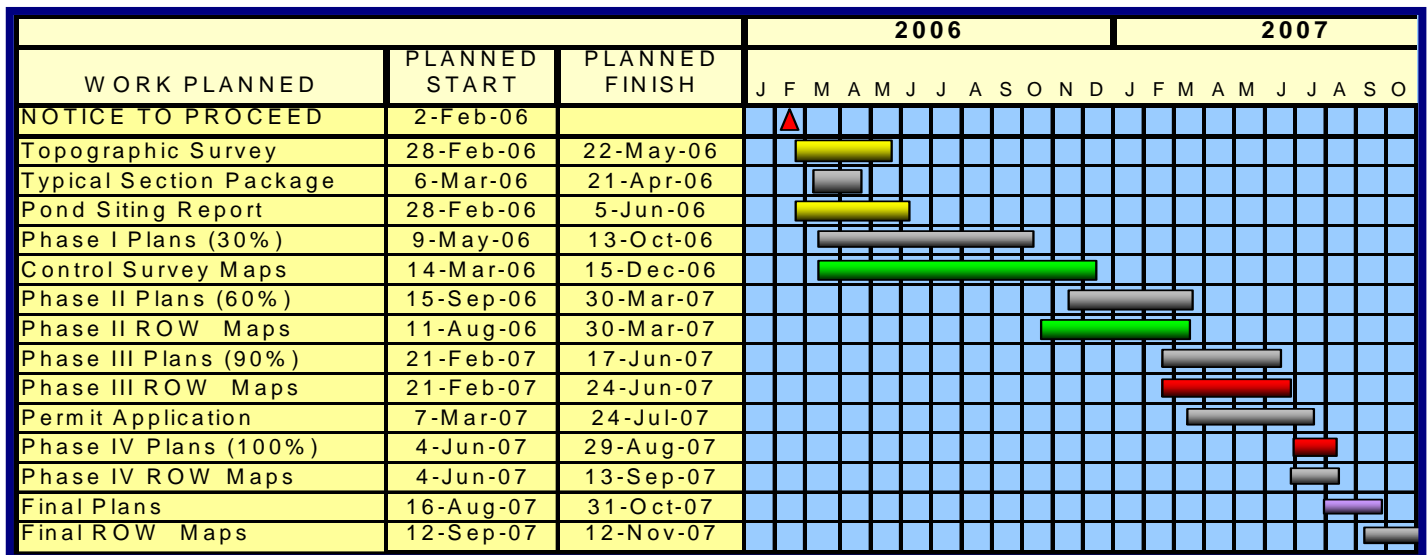 2006 2007
WORK PLANNED PLANNED START PLANNED FINISH J F M A M J J A S O N D J F M A M J J A S O
NOTICE TO PROCEED 2-Feb-06
Topographic Survey 28-Feb-06 22-May-06
Typical Section Package 6-Mar-06 21-Apr-06
Pond Siting Report 28-Feb-06 5-Jun-06
Phase I Plans (30%) 9-May-06 13-Oct-06
Control Survey Maps 14-Mar-06 15-Dec-06
Phase II Plans (60%) 15-Sep-06 30-Mar-07
Phase II ROW Maps 11-Aug-06 30-Mar-07
Phase III Plans (90%) 21-Feb-07 17-Jun-07
Phase III ROW Maps 21-Feb-07 24-Jun-07
Permit Application 7-Mar-07 24-Jul-07
Phase IV Plans (100%) 4-Jun-07 29-Aug-07
Phase IV ROW Maps 4-Jun-07 13-Sep-07
Final Plans 16-Aug-07 31-Oct-07
Final ROW Maps 12-Sep-07 12-Nov-07